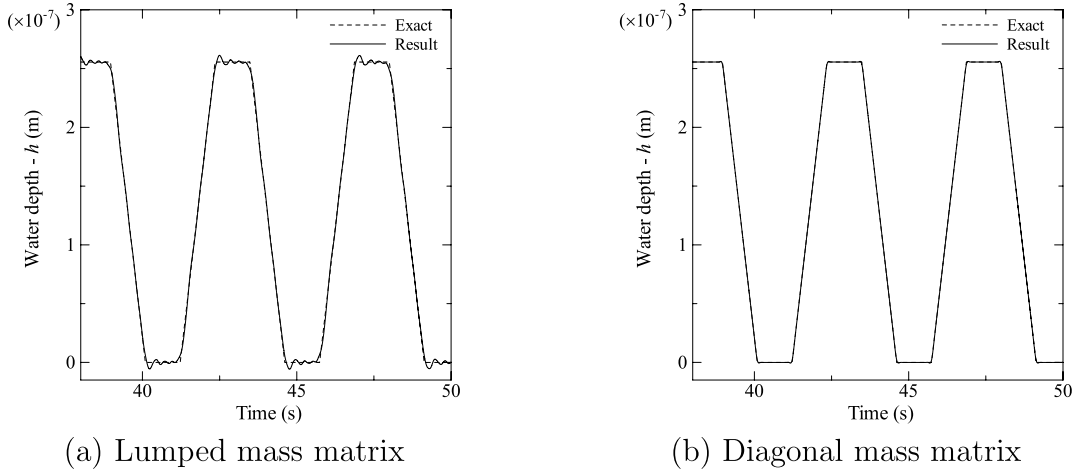 (×10-7)
3
2
1
0
Water depth - h (m)
Exact
Result
40
45
50
Time (s)
(a) Lumped mass matrix
(×10-7)
3
2
1
0
Water depth - h (m)
Exact
Result
40
45
50
Time (s)
(b) Diagonal mass matrix